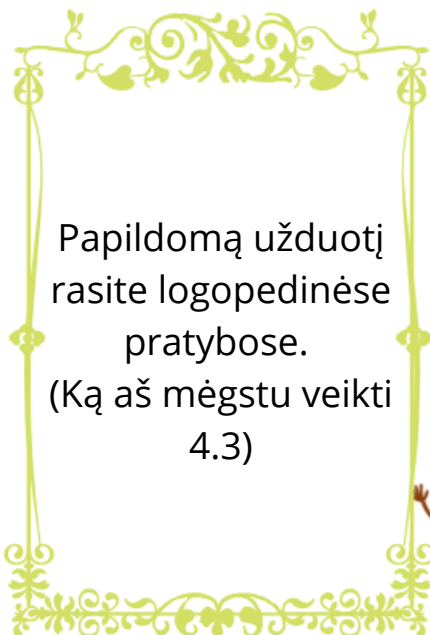 Papildomą užduotį
rasite logopedinėse
pratybose.
(Ką aš mėgstu veikti
4.3)